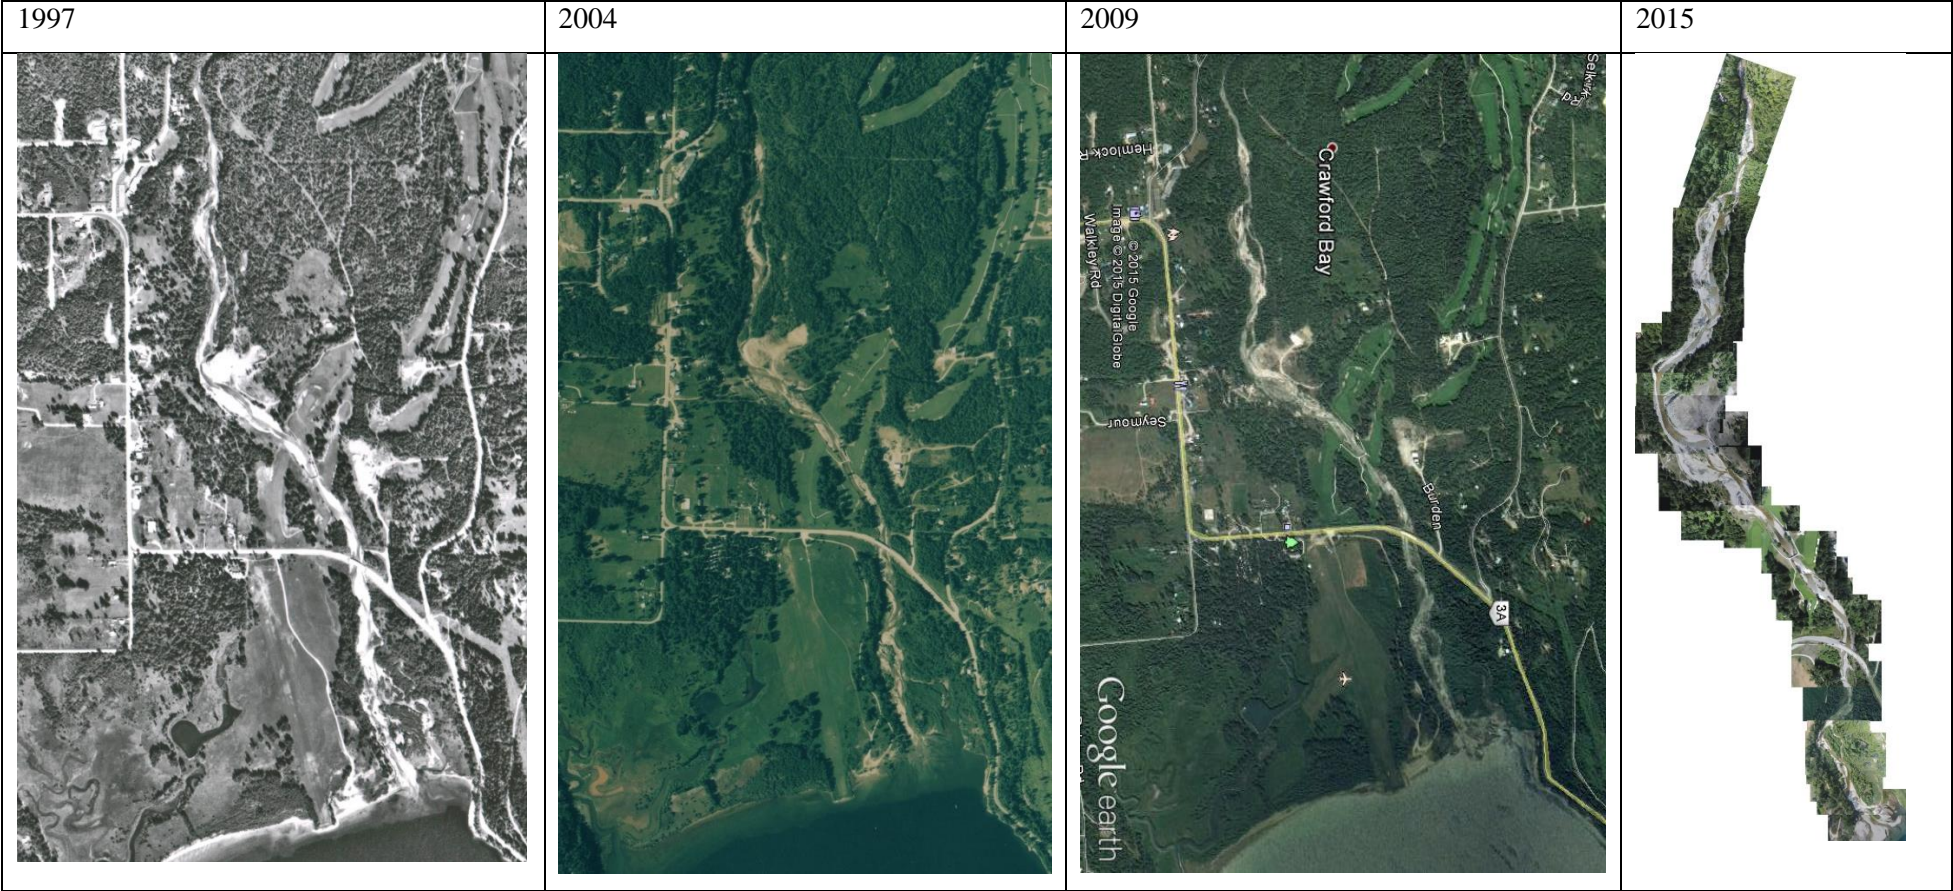 1997
2004
2009
2015
Selkirk
Rd
Hemlock R
Crawford Bay
Walkley Rd
Image © 2015 DigitalGlobe
© 2015 Google
Seymour
Burden
3A
Google earth